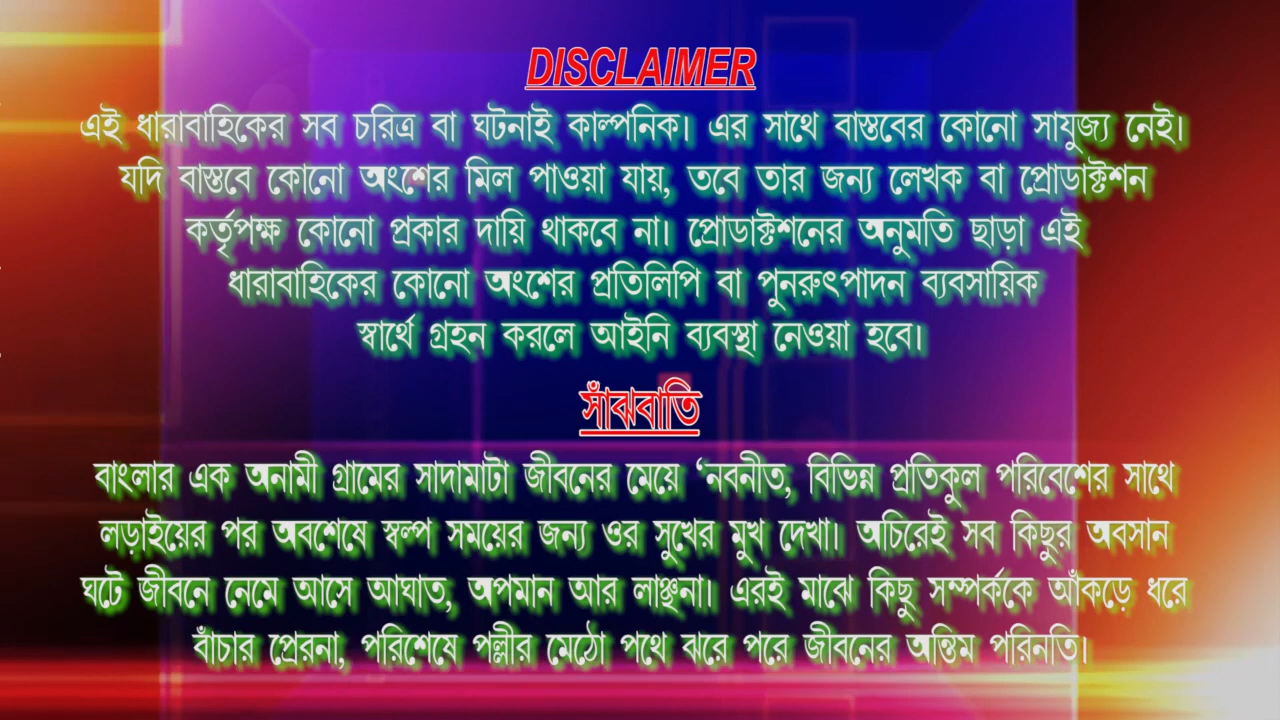 DISCLAIMER
এই ধারাবাহিকের সব চরিত্র বা ঘটনাই কাল্পনিক। এর সাথে বাস্তবের কোনো সাযুজ্য নেই।
যদি বাস্তবে কোনো অংশের মিল পাওয়া যায়, তবে তার জন্য লেখক বা প্রোডাক্টশন
কর্তৃপক্ষ কোনো প্রকার দায়ি থাকবে না। প্রোডাক্টশনের অনুমতি ছাড়া এই
ধারাবাহিকের কোনো অংশের প্রতিলিপি বা পুনরুৎপাদন ব্যবসায়িক
স্বার্থে গ্রহন করলে আইনি ব্যবস্থা নেওয়া হবে।
সাঁঝবাতি
বাংলার এক অনামী গ্রামের সাদামাটা জীবনের মেয়ে ‘নবনীত, বিভিন্ন প্রতিকুল পরিবেশের সাথে
লড়াইয়ের পর অবশেষে স্বল্প সময়ের জন্য ওর সুখের মুখ দেখা। অচিরেই সব কিছুর অবসান
ঘটে জীবনে নেমে আসে আঘাত, অপমান আর লাঞ্ছনা। এরই মাঝে কিছু সম্পর্ককে আঁকড়ে ধরে
বাঁচার প্রেরনা, পরিশেষে পল্লীর মেঠো পথে ঝরে পরে জীবনের অন্তিম পরিনতি।